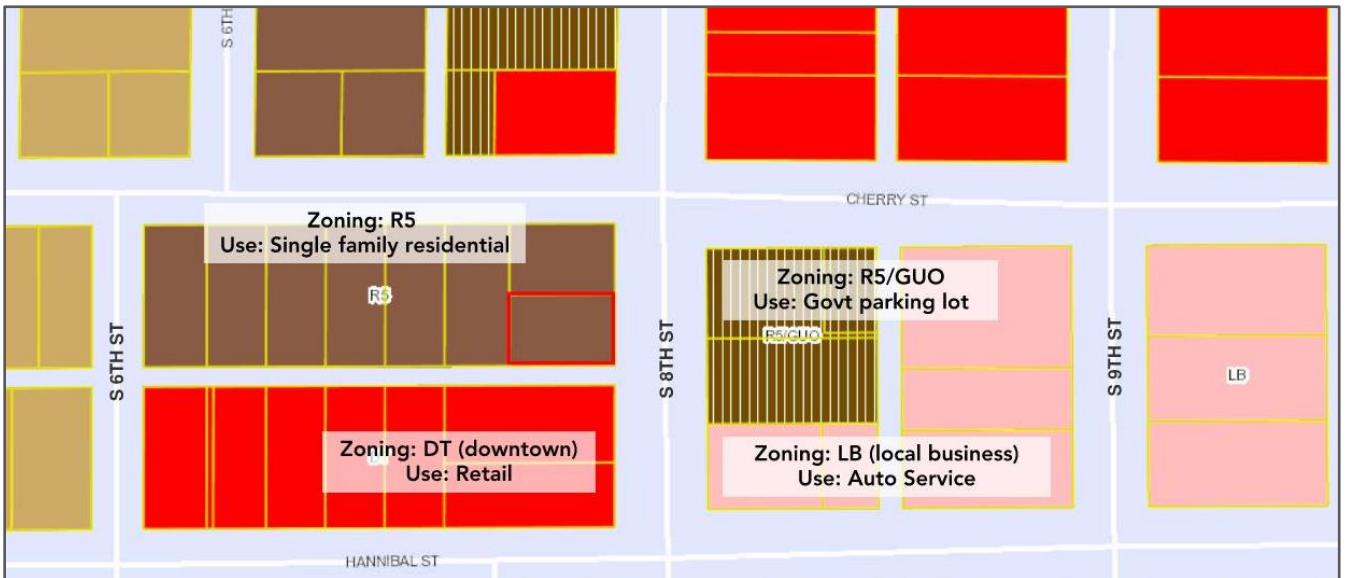 S 6TH
CHERRY ST
Zoning: R5
Use: Single family residential
R5
Zoning: R5/GUO
Use: Govt parking lot
R5/GUO
S 6TH ST
S 8TH ST
S 9TH ST
LB
Zoning: DT (downtown)
Use: Retail
Zoning: LB (local business)
Use: Auto Service
HANNIBAL ST